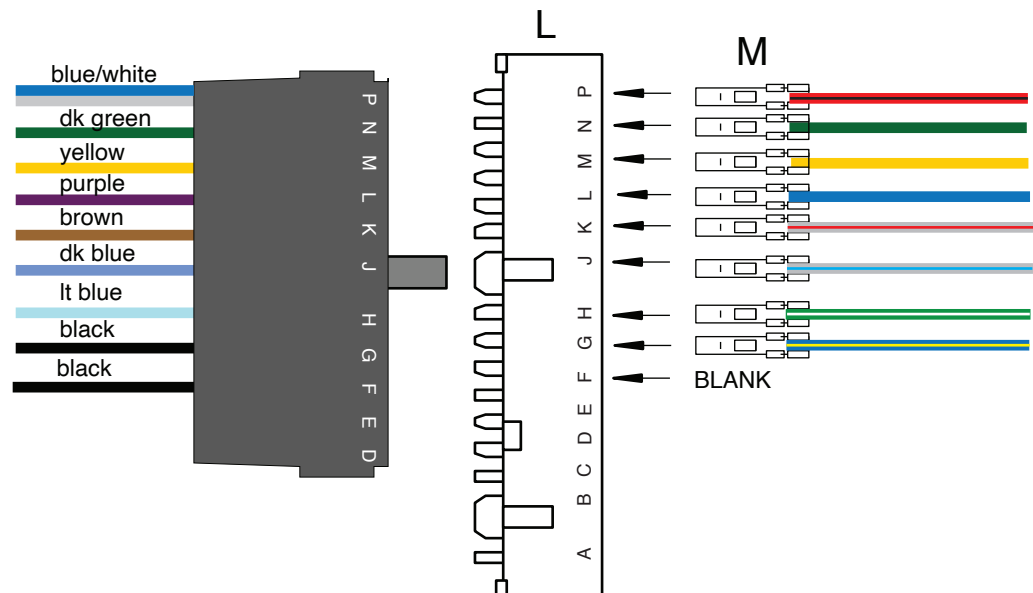 L
M
blue/white
dk green
yellow
purple
brown
dk blue
lt blue
black
black
P
N
M
L
K
J
H
G
F
E
D
P
N
M
L
K
J
H
G
F
E
D
C
B
A
BLANK